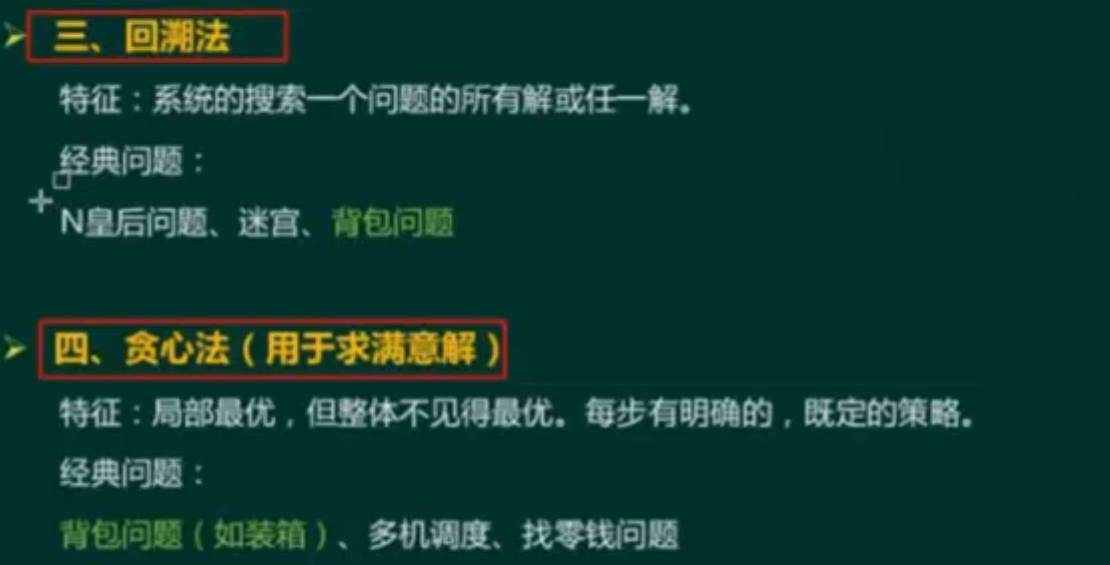 三、回溯法
特征：系统的搜索一个问题的所有解或任一解。
经典问题：
N皇后问题、迷宫、背包问题
四、贪心法（用于求满意解）
特征：局部最优，但整体不见得最优。每步有明确的，既定的策略。
经典问题：
背包问题（如装箱）、多机调度、找零钱问题